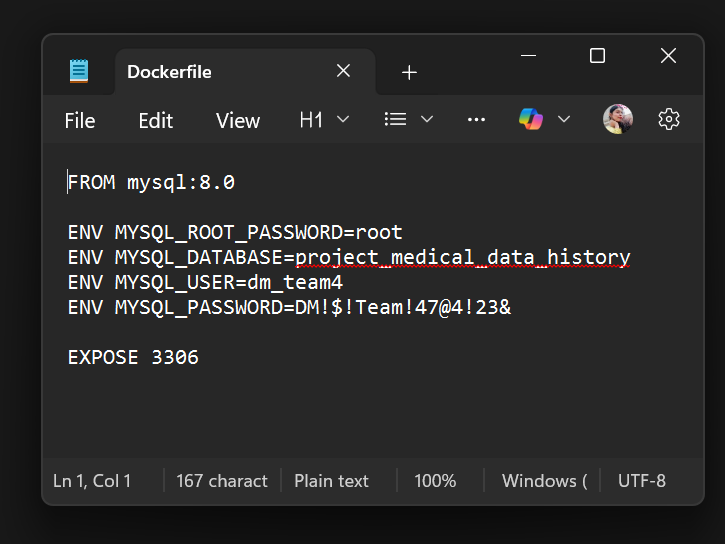 Dockerfile
File Edit View H1
FROM mysql:8.0
ENV MYSQL_ROOT_PASSWORD=root
ENV MYSQL_DATABASE=project_medical_data_history
ENV MYSQL_USER=dm_team4
ENV MYSQL_PASSWORD=DM!$!Team!47@4!23&
EXPOSE 3306
Ln 1, Col 1 167 charact Plain text 100% Windows ( UTF-8